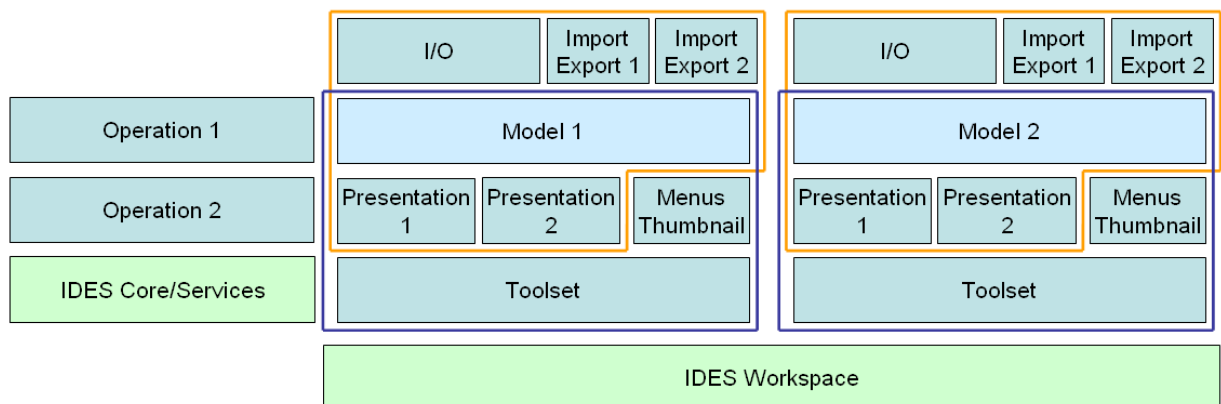 I/O
Import
Export 1
Import
Export 2
I/O
Import
Export 1
Import
Export 2
Operation 1
Model 1
Model 2
Operation 2
Presentation
1
Presentation
2
Menus
Thumbnail
Presentation
1
Presentation
2
Menus
Thumbnail
IDES Core/Services
Toolset
Toolset
IDES Workspace